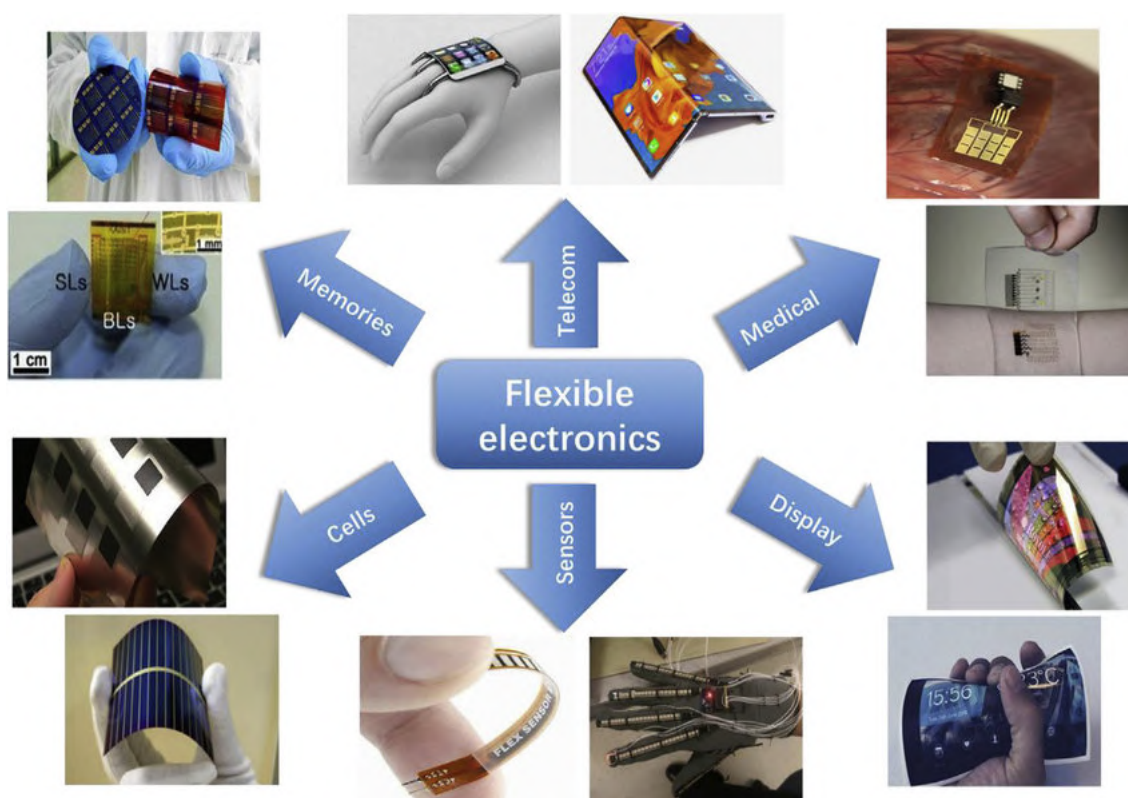 SLs
WLs
BLs
1 mm
1 cm
Memories
Telecom
Medical
Flexible
electronics
Cells
Sensors
Display
FLEX SENSOR
15:56
23°C